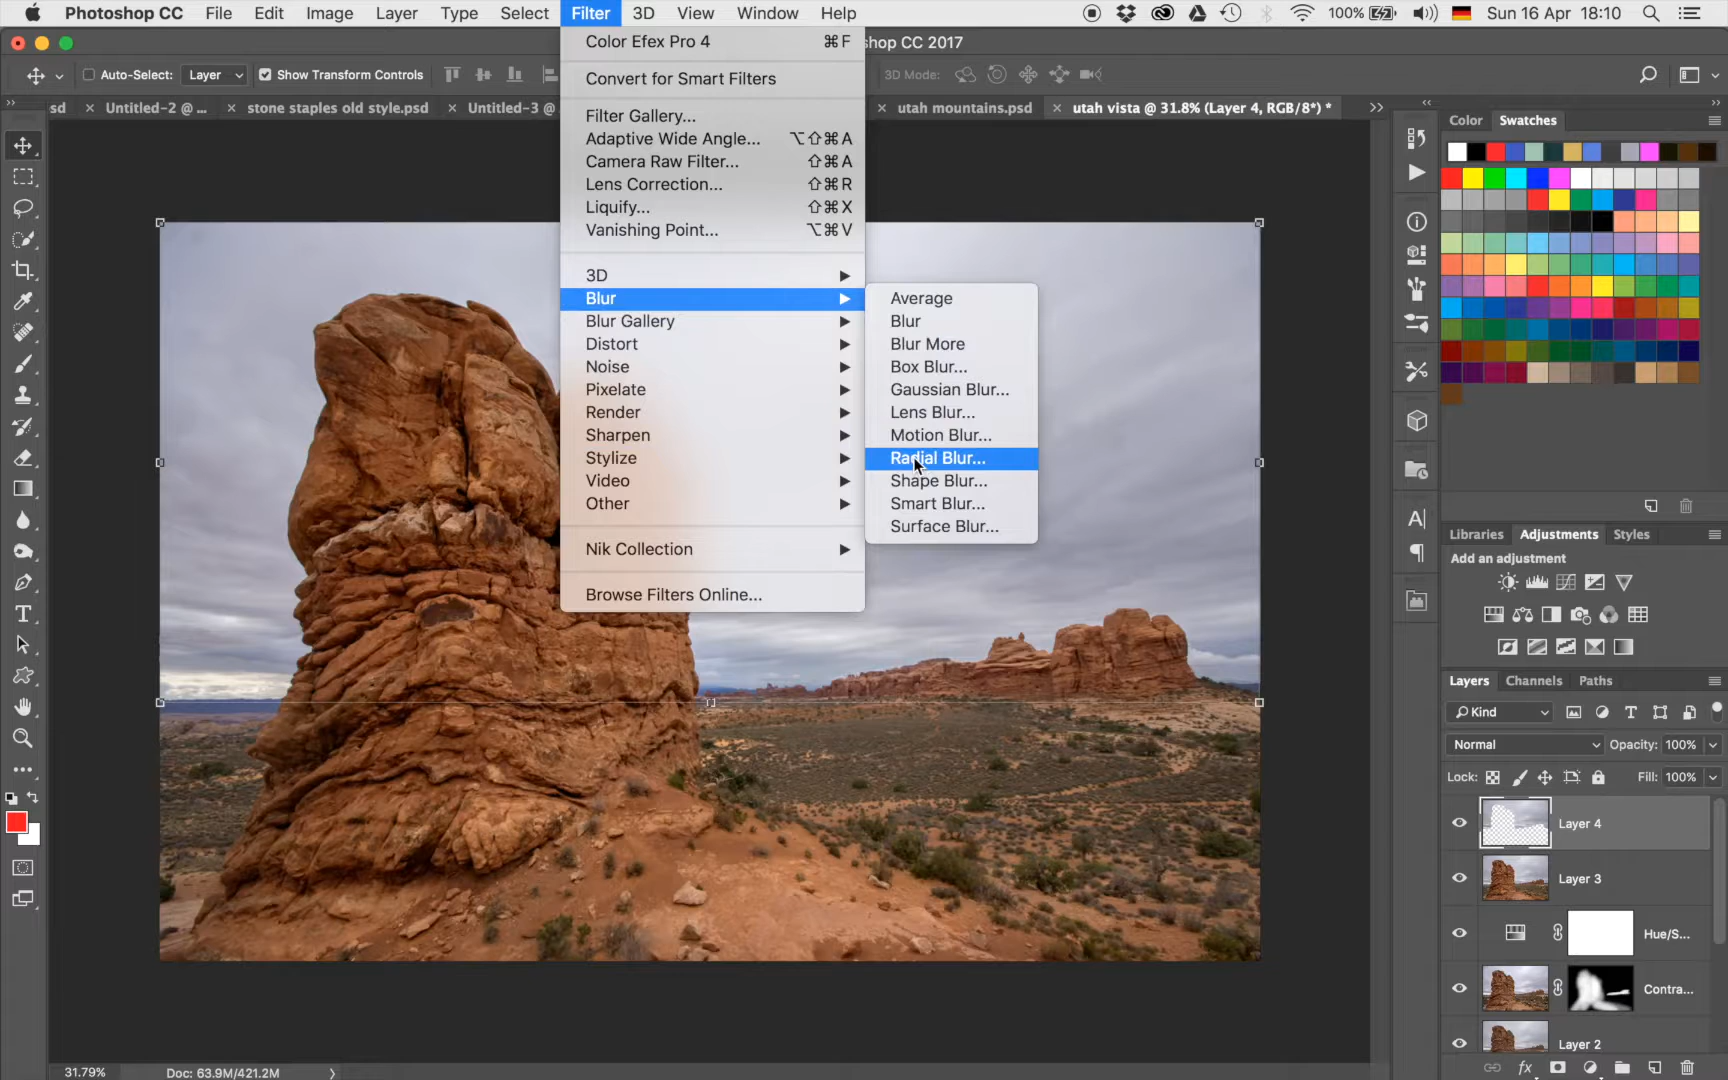 Photoshop CC File Edit Image Layer Type Select Filter 3D View Window Help 100% Sun 16 Apr 18:10
hop CC 2017
Auto-Select: Layer Show Transform Controls 3D Mode:
sd × Untitled-2 @ ... × stone staples old style.psd × Untitled-3 @ × utah mountains.psd × utah vista @ 31.8% (Layer 4, RGB/8*) *
Color Efex Pro 4 ⌘F
Convert for Smart Filters
Filter Gallery...
Adaptive Wide Angle... ⌥⇧⌘A
Camera Raw Filter... ⇧⌘A
Lens Correction... ⇧⌘R
Liquify... ⇧⌘X
Vanishing Point... ⌥⌘V
3D
Blur
Blur Gallery
Distort
Noise
Pixelate
Render
Sharpen
Stylize
Video
Other
Nik Collection
Browse Filters Online...
Average
Blur
Blur More
Box Blur...
Gaussian Blur...
Lens Blur...
Motion Blur...
Radial Blur...
Shape Blur...
Smart Blur...
Surface Blur...
Color Swatches
Libraries Adjustments Styles
Add an adjustment
Layers Channels Paths
Kind
Normal Opacity: 100%
Lock: Fill: 100%
Layer 4
Layer 3
Hue/S...
Contra...
Layer 2
31.79% Doc: 63.9M/421.2M